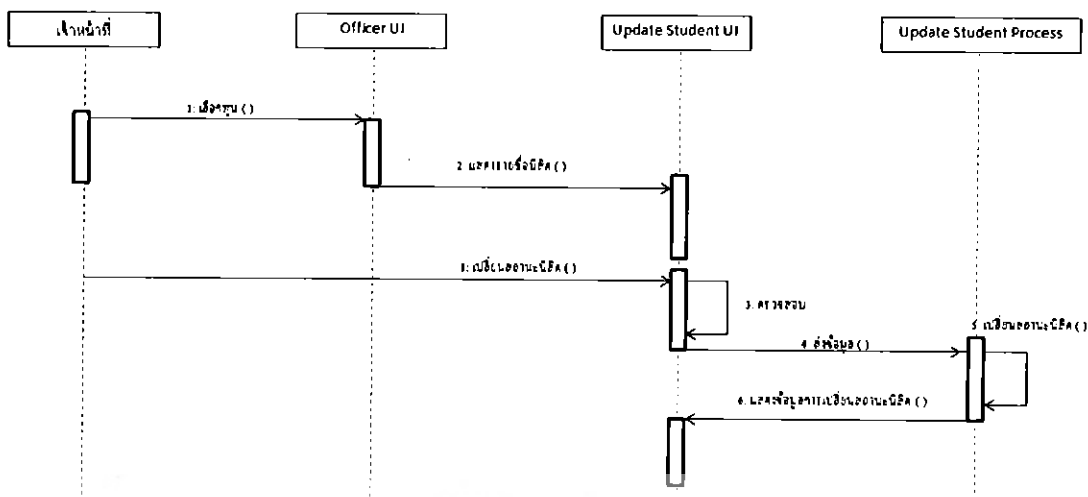 เจ้าหน้าที่
Officer UI
Update Student UI
Update Student Process
1: เลือกทุน ( )
2. แสดงรายชื่อนิสิต ( )
8: เปลี่ยนสถานะนิสิต ( )
3. ตรวจสอบ
4. ส่งข้อมูล ( )
5. เปลี่ยนสถานะนิสิต ( )
6. แสดงข้อมูลการเปลี่ยนสถานะนิสิต ( )